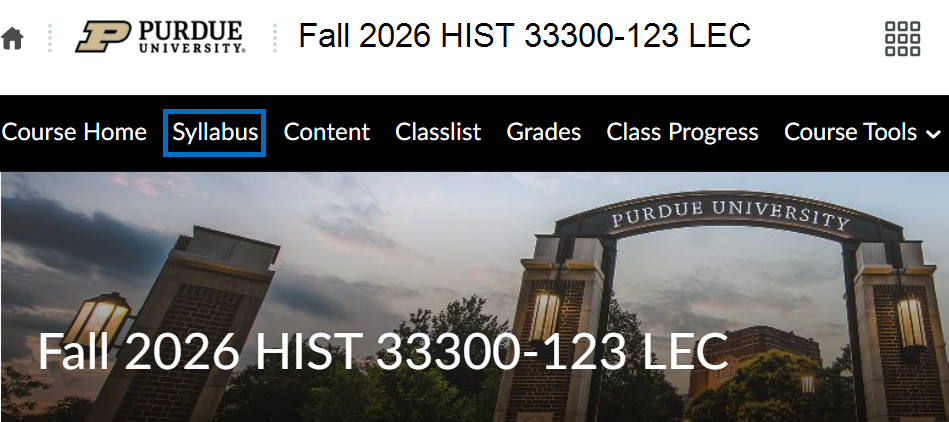 PURDUE UNIVERSITY. Fall 2026 HIST 33300-123 LEC
Course Home Syllabus Content Classlist Grades Class Progress Course Tools
PURDUE UNIVERSITY
Fall 2026 HIST 33300-123 LEC